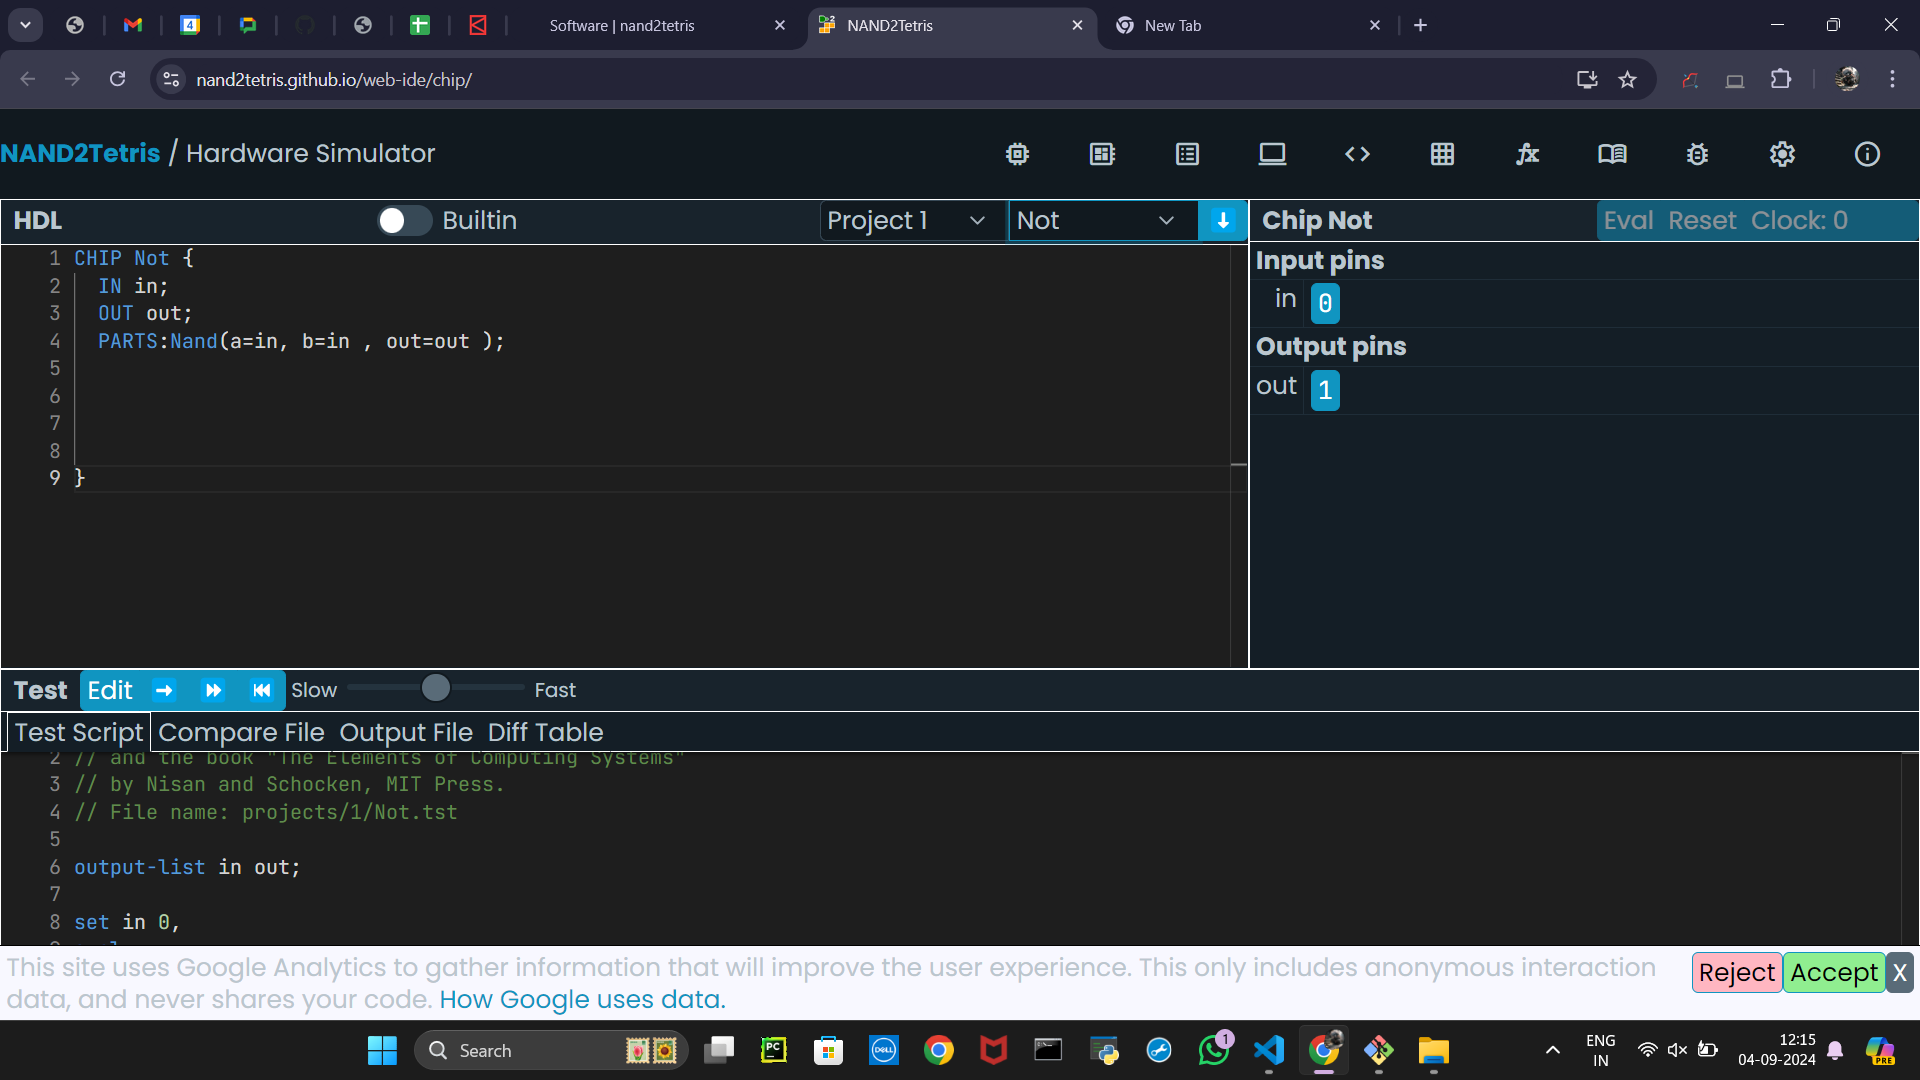 Software | nand2tetris
NAND2Tetris
New Tab
nand2tetris.github.io/web-ide/chip/
NAND2Tetris / Hardware Simulator
HDL
Builtin
Project 1
Not
Chip Not
Eval Reset Clock: 0
1 CHIP Not {
2 IN in;
3 OUT out;
4 PARTS:Nand(a=in, b=in , out=out );
5
6
7
8
9 }
Input pins
in 0
Output pins
out 1
Test Edit Slow Fast
Test Script Compare File Output File Diff Table
2 // and the book "The Elements of Computing Systems"
3 // by Nisan and Schocken, MIT Press.
4 // File name: projects/1/Not.tst
5
6 output-list in out;
7
8 set in 0,
This site uses Google Analytics to gather information that will improve the user experience. This only includes anonymous interaction
data, and never shares your code. How Google uses data.
Reject Accept X
Search
PC
DELL
1
ENG
IN
12:15
04-09-2024
PRE